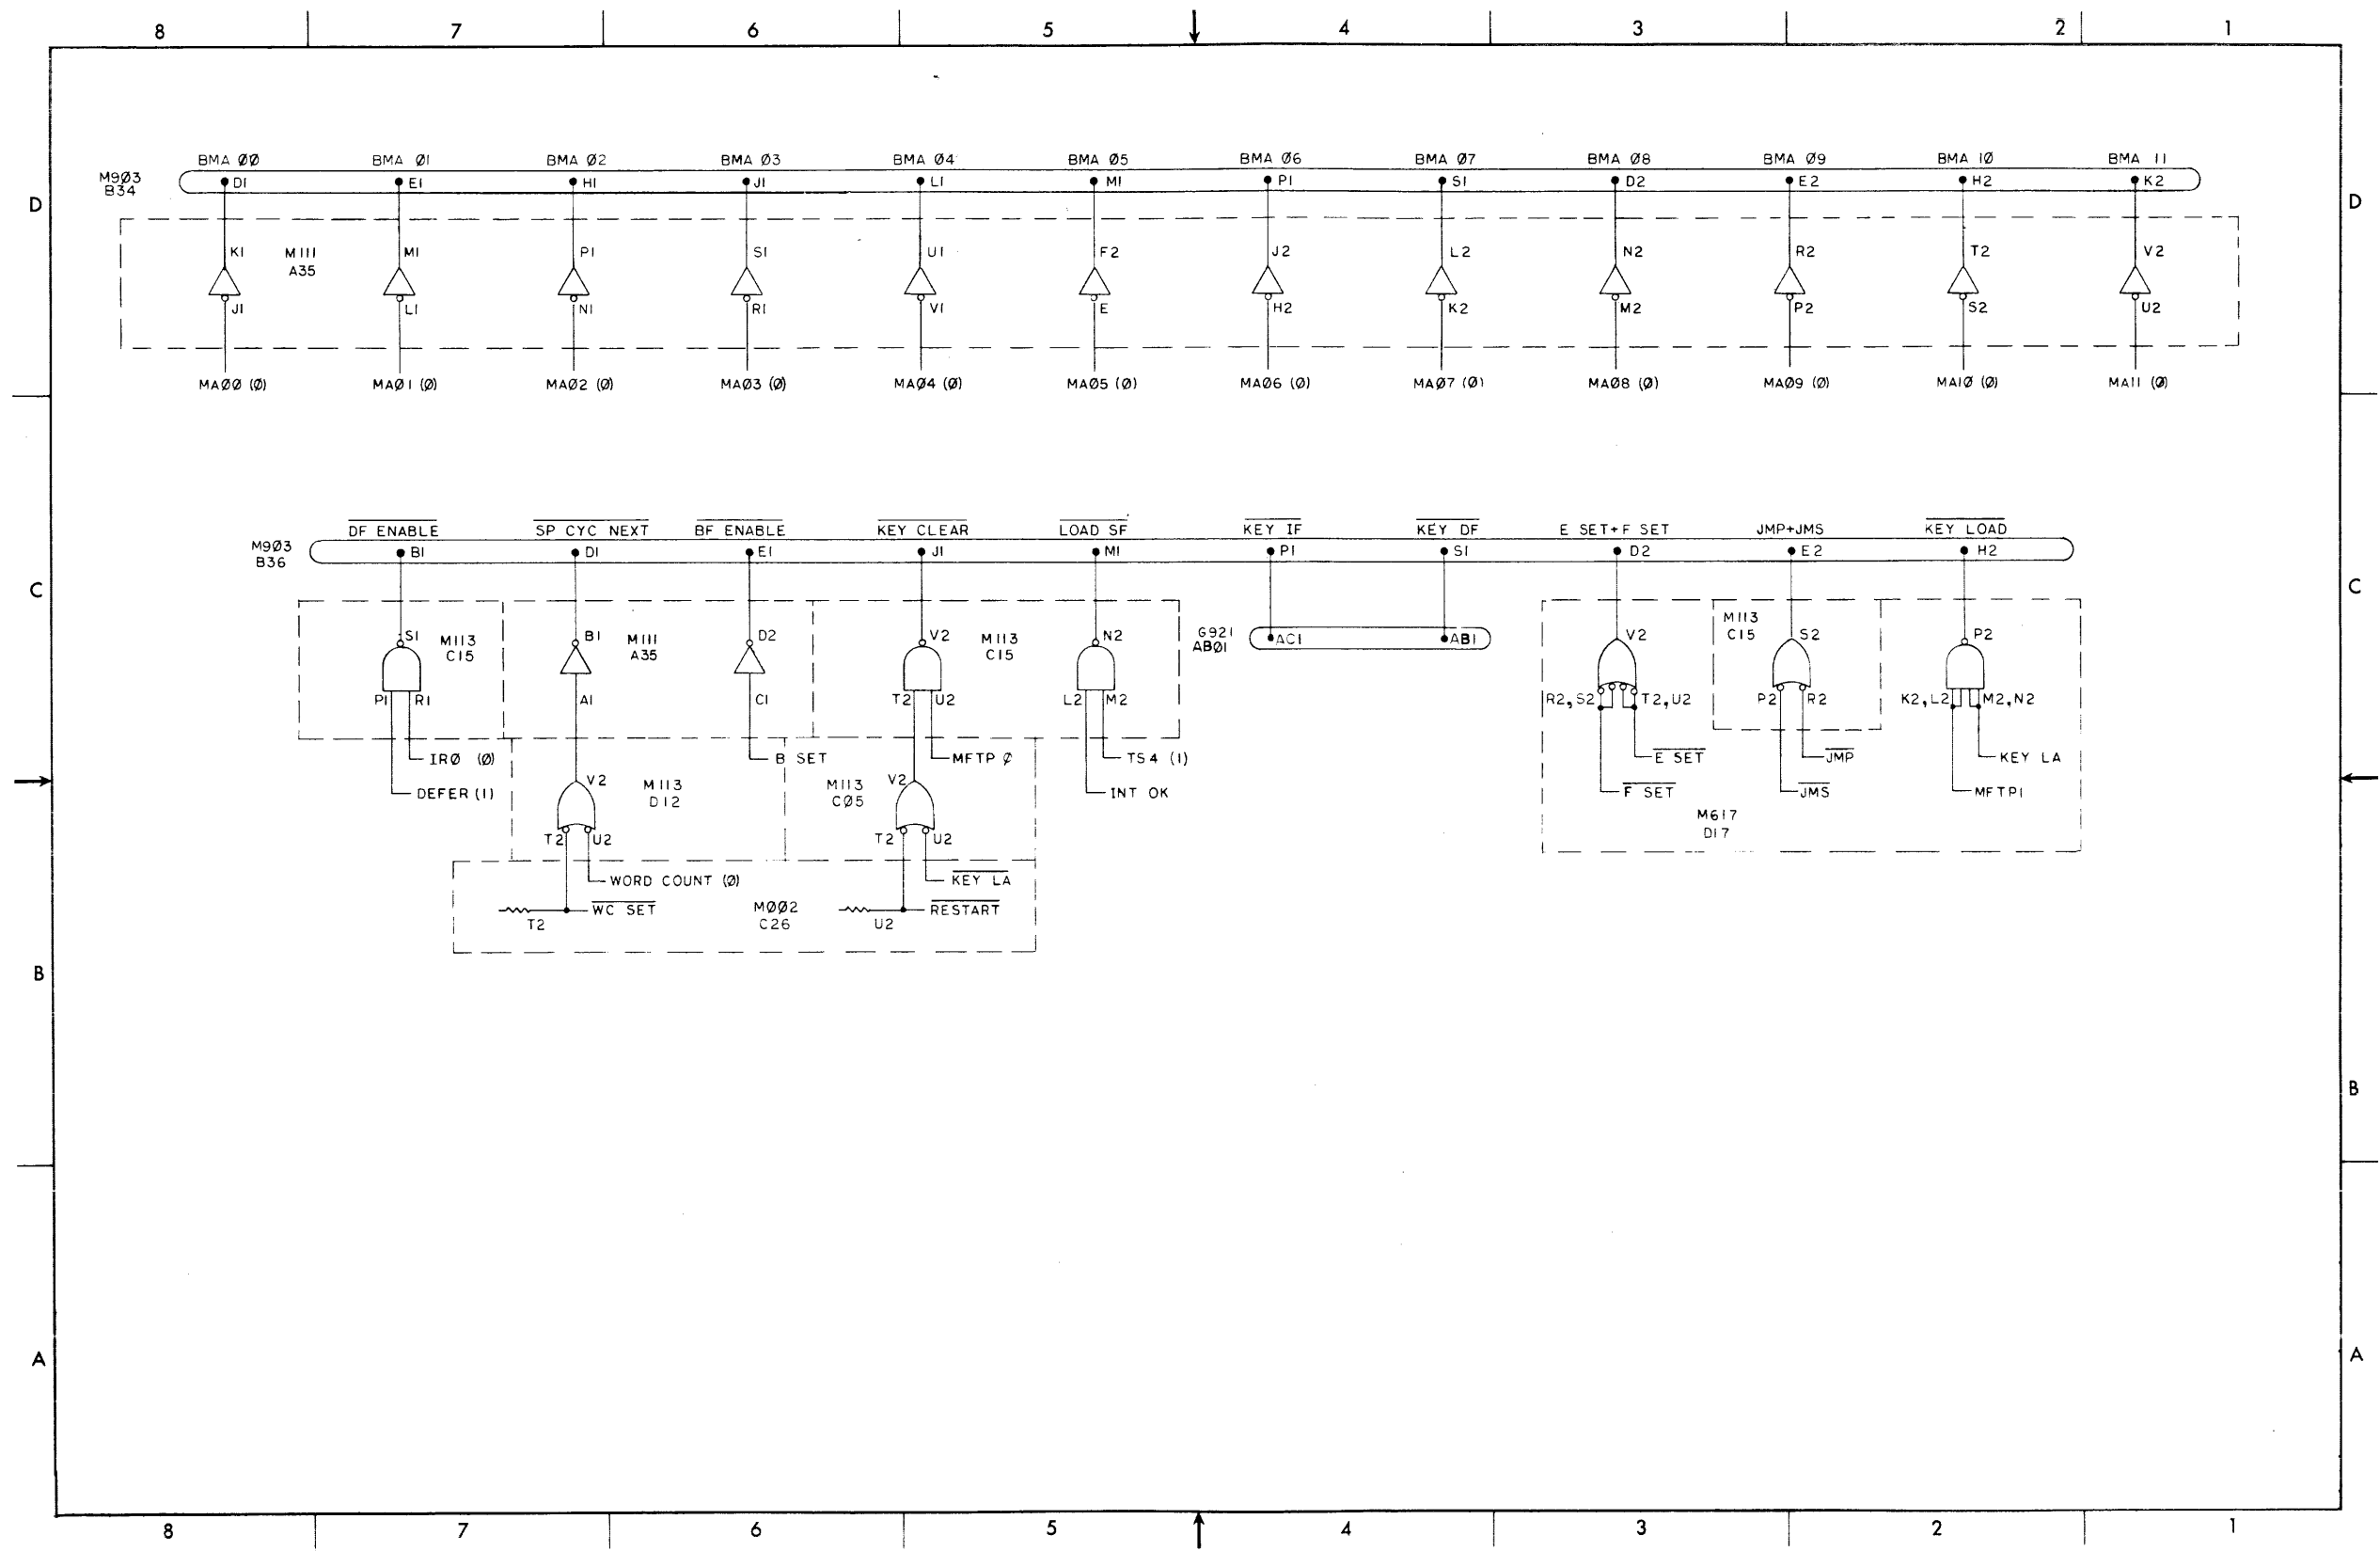 8 7 6 5 4 3 2 1
BMA ØØ BMA Ø1 BMA Ø2 BMA Ø3 BMA Ø4 BMA Ø5 BMA Ø6 BMA Ø7 BMA Ø8 BMA Ø9 BMA 1Ø BMA 11
M9Ø3
B34
D1 E1 H1 J1 L1 M1 P1 S1 D2 E2 H2 K2
D D
K1 M1 P1 S1 U1 F2 J2 L2 N2 R2 T2 V2
M111
A35
J1 L1 N1 R1 V1 E H2 K2 M2 P2 S2 U2
MAØØ (Ø) MAØ1 (Ø) MAØ2 (Ø) MAØ3 (Ø) MAØ4 (Ø) MAØ5 (Ø) MAØ6 (Ø) MAØ7 (Ø) MAØ8 (Ø) MAØ9 (Ø) MA1Ø (Ø) MA11 (Ø)
DF ENABLE SP CYC NEXT BF ENABLE KEY CLEAR LOAD SF KEY IF KEY DF E SET+F SET JMP+JMS KEY LOAD
M9Ø3
B36
B1 D1 E1 J1 M1 P1 S1 D2 E2 H2
C C
S1 M113
C15
B1 M111
A35
D2 V2 M113
C15
N2
G921
ABØ1
AC1 AB1
V2 M113
C15
S2 P2
P1 R1 A1 C1 T2 U2 L2 M2 R2, S2 T2, U2 P2 R2 K2, L2 M2, N2
IRØ (Ø) B SET MFTP Ø TS4 (1) E SET JMP KEY LA
DEFER (1) INT OK F SET JMS MFTP1
V2 M113
D12
M113
CØ5
V2
M617
D17
T2 U2 T2 U2
WORD COUNT (Ø) KEY LA
WC SET M002
C26
RESTART
T2 U2
B B
A A
8 7 6 5 4 3 2 1